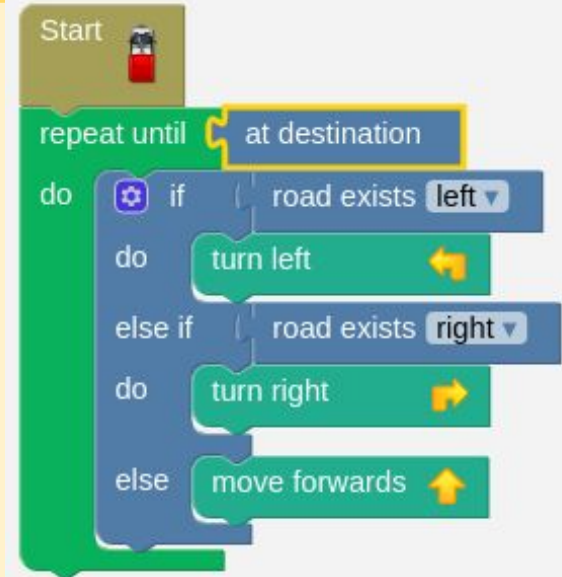 Start
repeat until at destination
do if road exists left
do turn left
else if road exists right
do turn right
else move forwards